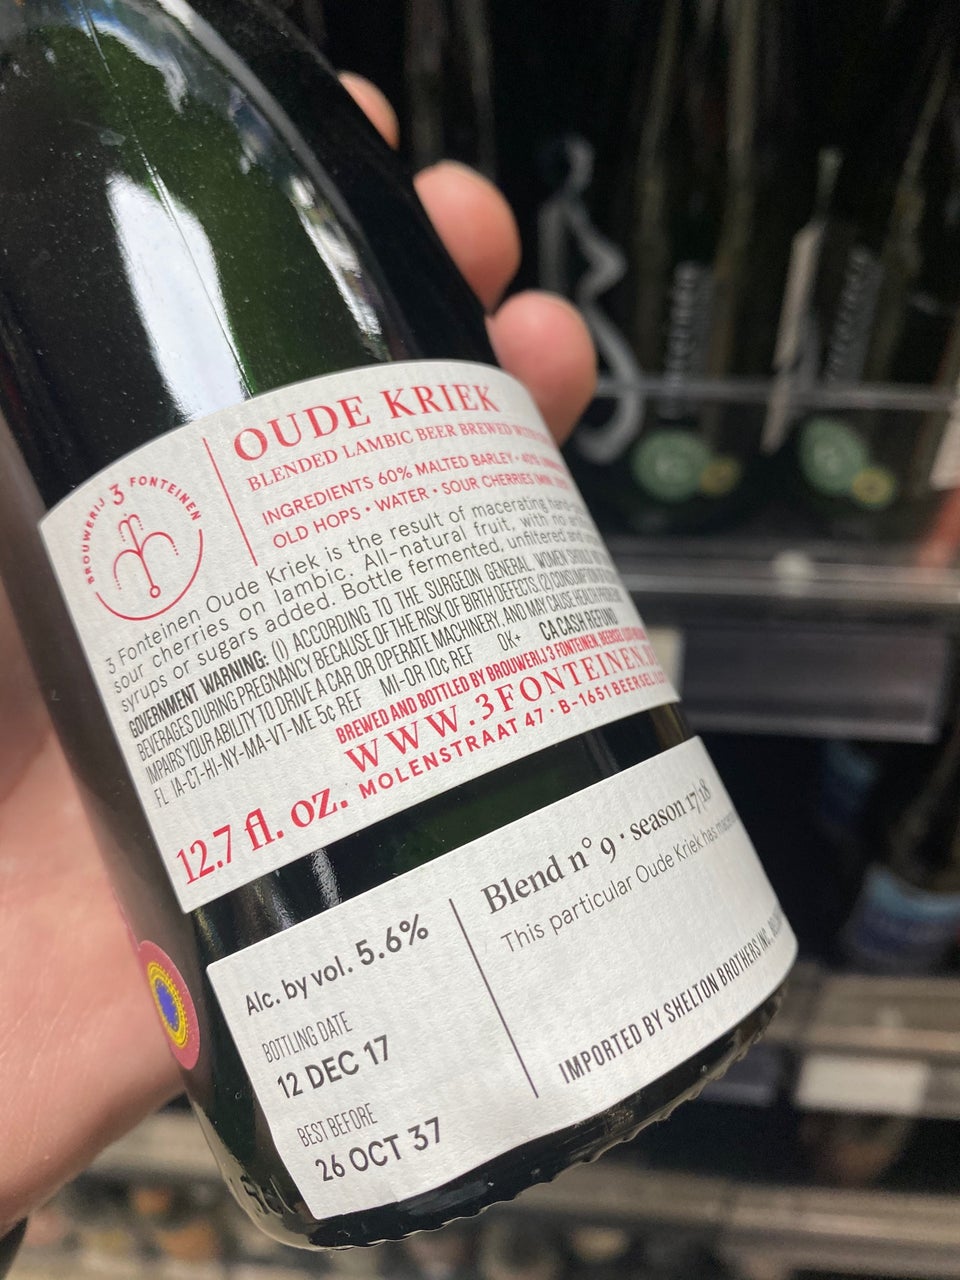 BROUWERIJ 3 FONTEINEN
OUDE KRIEK
BLENDED LAMBIC BEER BREWED WITH
INGREDIENTS 60% MALTED BARLEY • 40%
OLD HOPS • WATER • SOUR CHERRIES (MIN.
3 Fonteinen Oude Kriek is the result of macerating
sour cherries on lambic. All-natural fruit, with no
syrups or sugars added. Bottle fermented, unfiltered
GOVERNMENT WARNING: (1) ACCORDING TO THE SURGEON GENERAL, WOMEN SHOULD
BEVERAGES DURING PREGNANCY BECAUSE OF THE RISK OF BIRTH DEFECTS. (2) CONSUMPTION
IMPAIRS YOUR ABILITY TO DRIVE A CAR OR OPERATE MACHINERY, AND MAY CAUSE HEALTH
FL IA-CT-HI-NY-MA-VT-ME 5¢ REF MI-OR 10¢ REF OK+ CA CASH REFUND
BREWED AND BOTTLED BY BROUWERIJ 3 FONTEINEN,
WWW.3FONTEINEN.
MOLENSTRAAT 47 · B-1651 BEERSEL
12.7 fl. oz.
Alc. by vol. 5.6%
BOTTLING DATE
12 DEC 17
BEST BEFORE
26 OCT 37
Blend n° 9 · season 17|18
This particular Oude Kriek has
IMPORTED BY SHELTON BROTHERS INC.